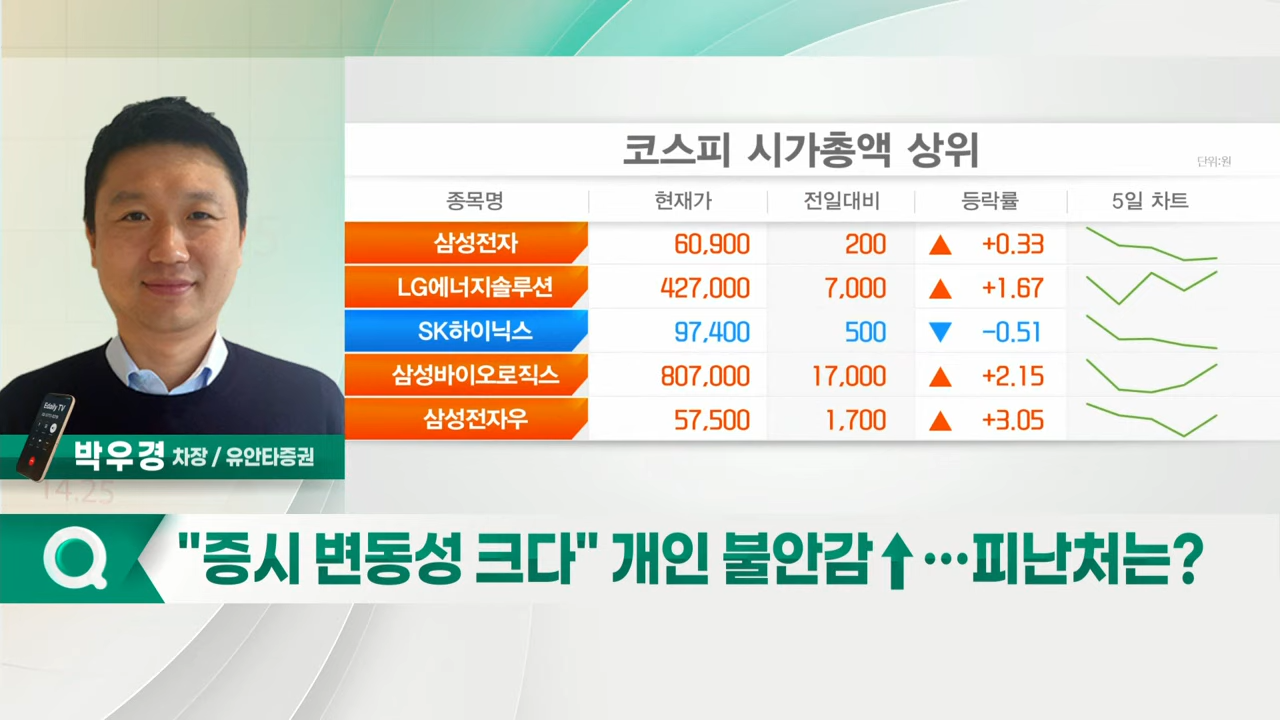 코스피 시가총액 상위
단위:원
종목명 현재가 전일대비 등락률 5일 차트
삼성전자 60,900 200 ▲ +0.33
LG에너지솔루션 427,000 7,000 ▲ +1.67
SK하이닉스 97,400 500 ▼ -0.51
삼성바이오로직스 807,000 17,000 ▲ +2.15
삼성전자우 57,500 1,700 ▲ +3.05
Edaily TV
박우경 차장 / 유안타증권
14.25
Q "증시 변동성 크다" 개인 불안감↑…피난처는?